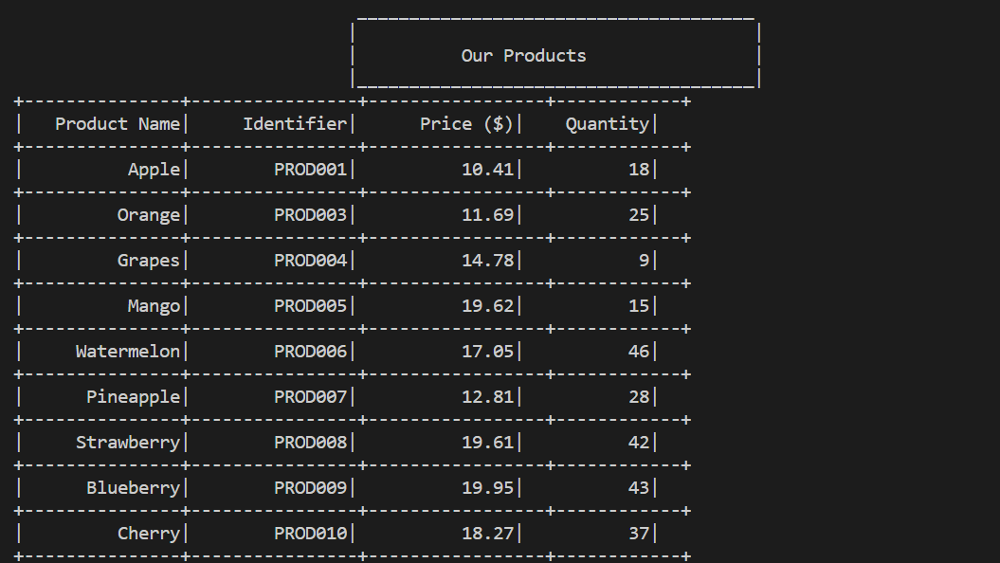 Our Products
Product Name| Identifier| Price ($)| Quantity|
Apple| PROD001| 10.41| 18|
Orange| PROD003| 11.69| 25|
Grapes| PROD004| 14.78| 9|
Mango| PROD005| 19.62| 15|
Watermelon| PROD006| 17.05| 46|
Pineapple| PROD007| 12.81| 28|
Strawberry| PROD008| 19.61| 42|
Blueberry| PROD009| 19.95| 43|
Cherry| PROD010| 18.27| 37|